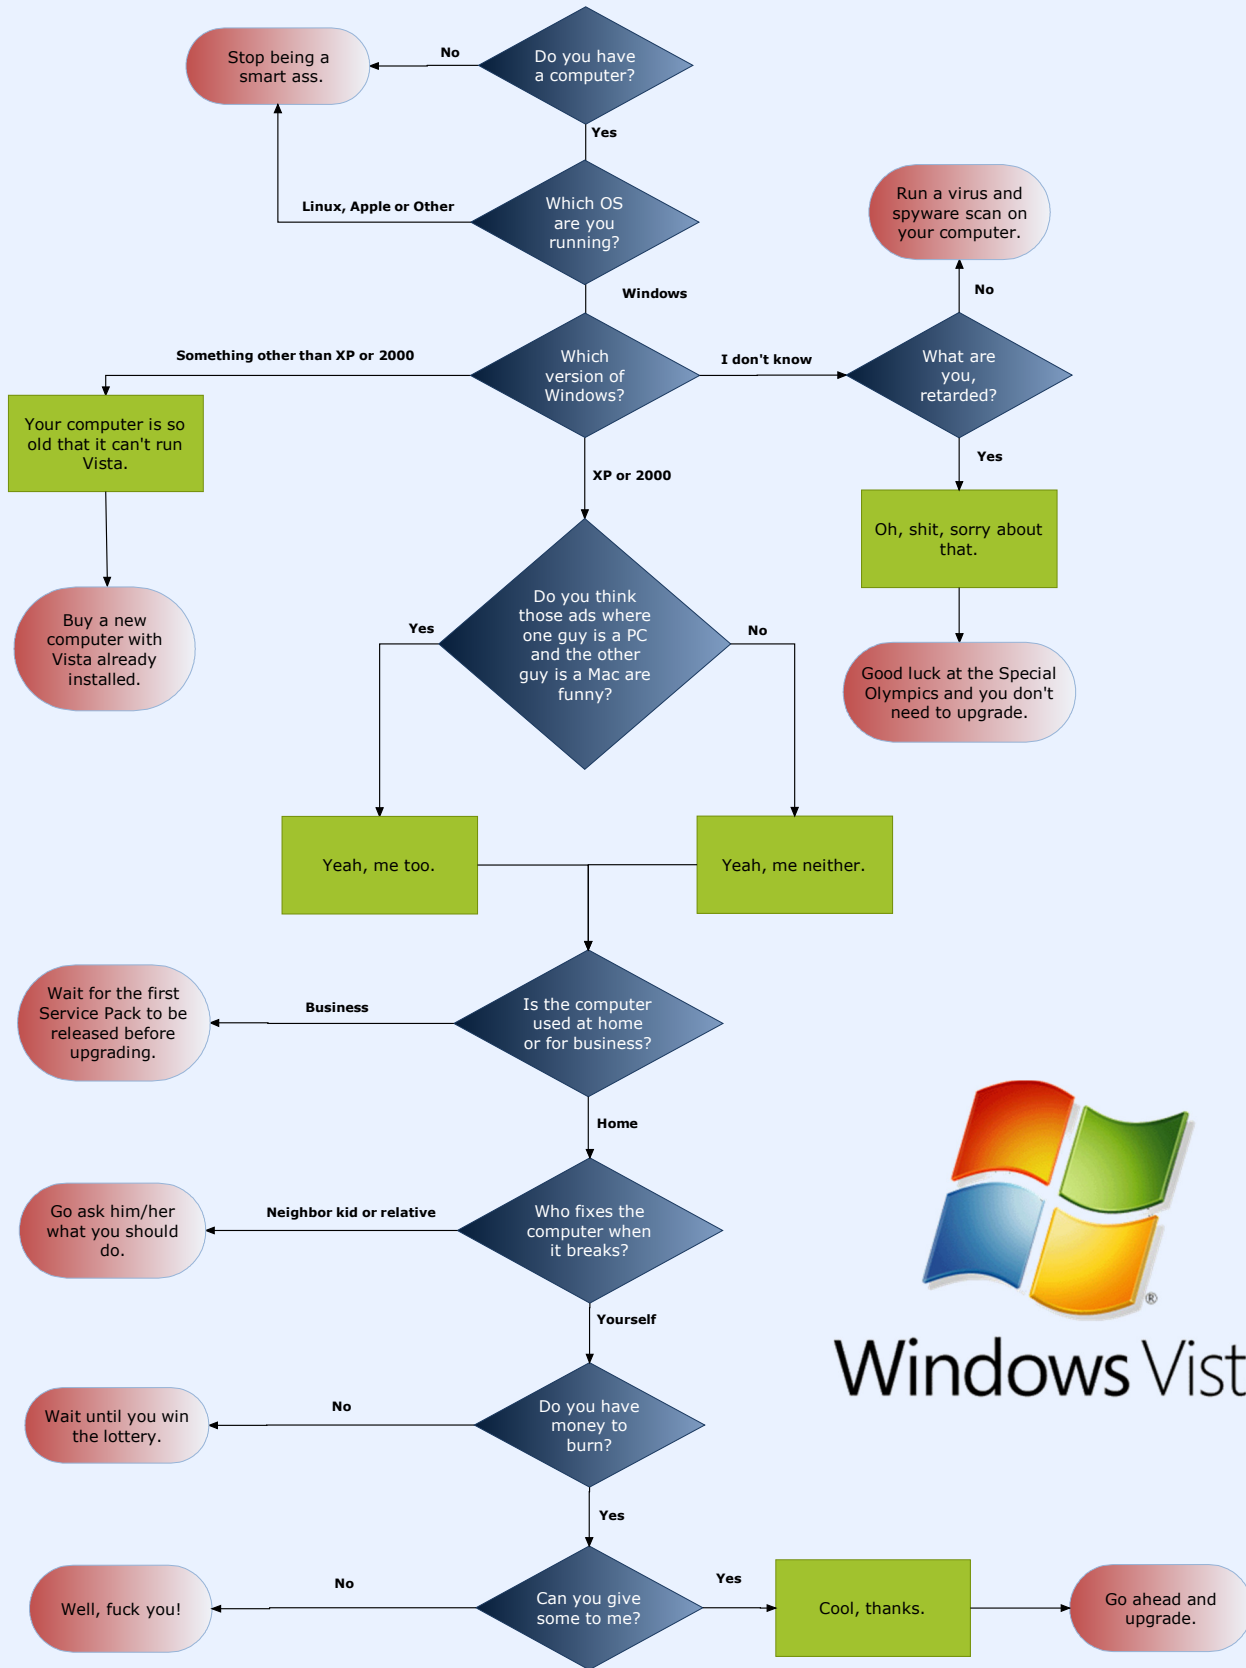 Do you have
a computer?
No
Stop being a
smart ass.
Yes
Which OS
are you
running?
Linux, Apple or Other
Windows
Which
version of
Windows?
Something other than XP or 2000
Your computer is so
old that it can't run
Vista.
Buy a new
computer with
Vista already
installed.
I don't know
What are
you,
retarded?
No
Run a virus and
spyware scan on
your computer.
Yes
Oh, shit, sorry about
that.
Good luck at the Special
Olympics and you don't
need to upgrade.
XP or 2000
Do you think
those ads where
one guy is a PC
and the other
guy is a Mac are
funny?
Yes
Yeah, me too.
No
Yeah, me neither.
Is the computer
used at home
or for business?
Business
Wait for the first
Service Pack to be
released before
upgrading.
Home
Who fixes the
computer when
it breaks?
Neighbor kid or relative
Go ask him/her
what you should
do.
Yourself
Do you have
money to
burn?
No
Wait until you win
the lottery.
Yes
Can you give
some to me?
No
Well, fuck you!
Yes
Cool, thanks.
Go ahead and
upgrade.
®
Windows Vist